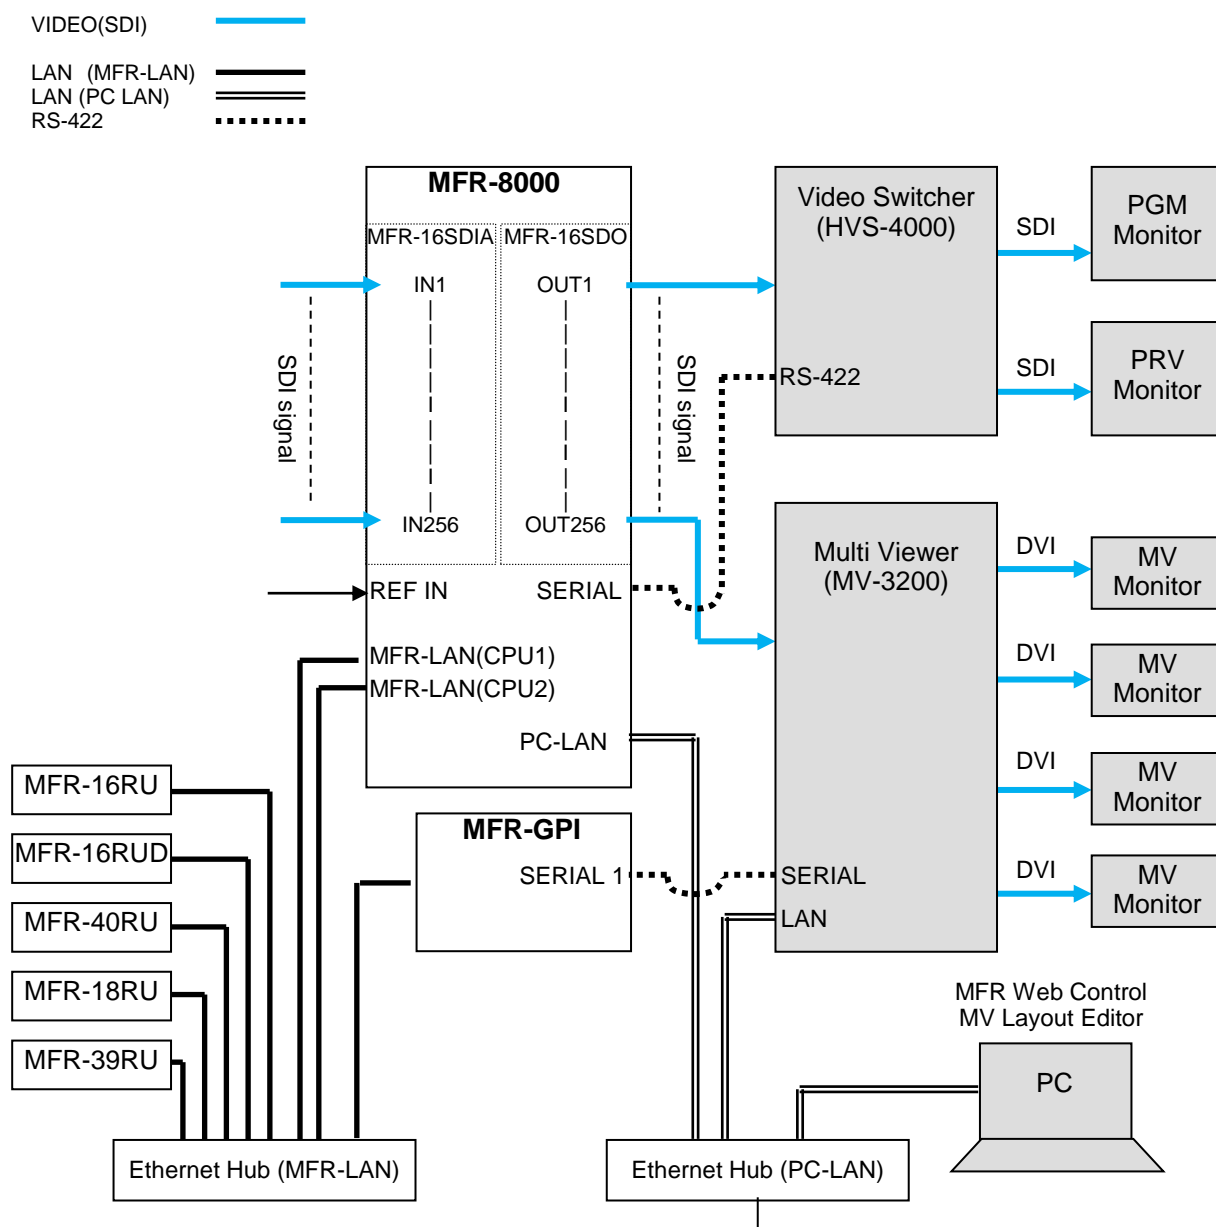 VIDEO(SDI)
LAN (MFR-LAN)
LAN (PC LAN)
RS-422
MFR-8000
MFR-16SDIA
MFR-16SDO
IN1
OUT1
SDI signal
SDI signal
IN256
OUT256
REF IN
SERIAL
MFR-LAN(CPU1)
MFR-LAN(CPU2)
PC-LAN
Video Switcher
(HVS-4000)
RS-422
SDI
PGM
Monitor
SDI
PRV
Monitor
Multi Viewer
(MV-3200)
DVI
MV
Monitor
DVI
MV
Monitor
DVI
MV
Monitor
DVI
MV
Monitor
SERIAL
LAN
MFR-GPI
SERIAL 1
MFR-16RU
MFR-16RUD
MFR-40RU
MFR-18RU
MFR-39RU
MFR Web Control
MV Layout Editor
PC
Ethernet Hub (MFR-LAN)
Ethernet Hub (PC-LAN)